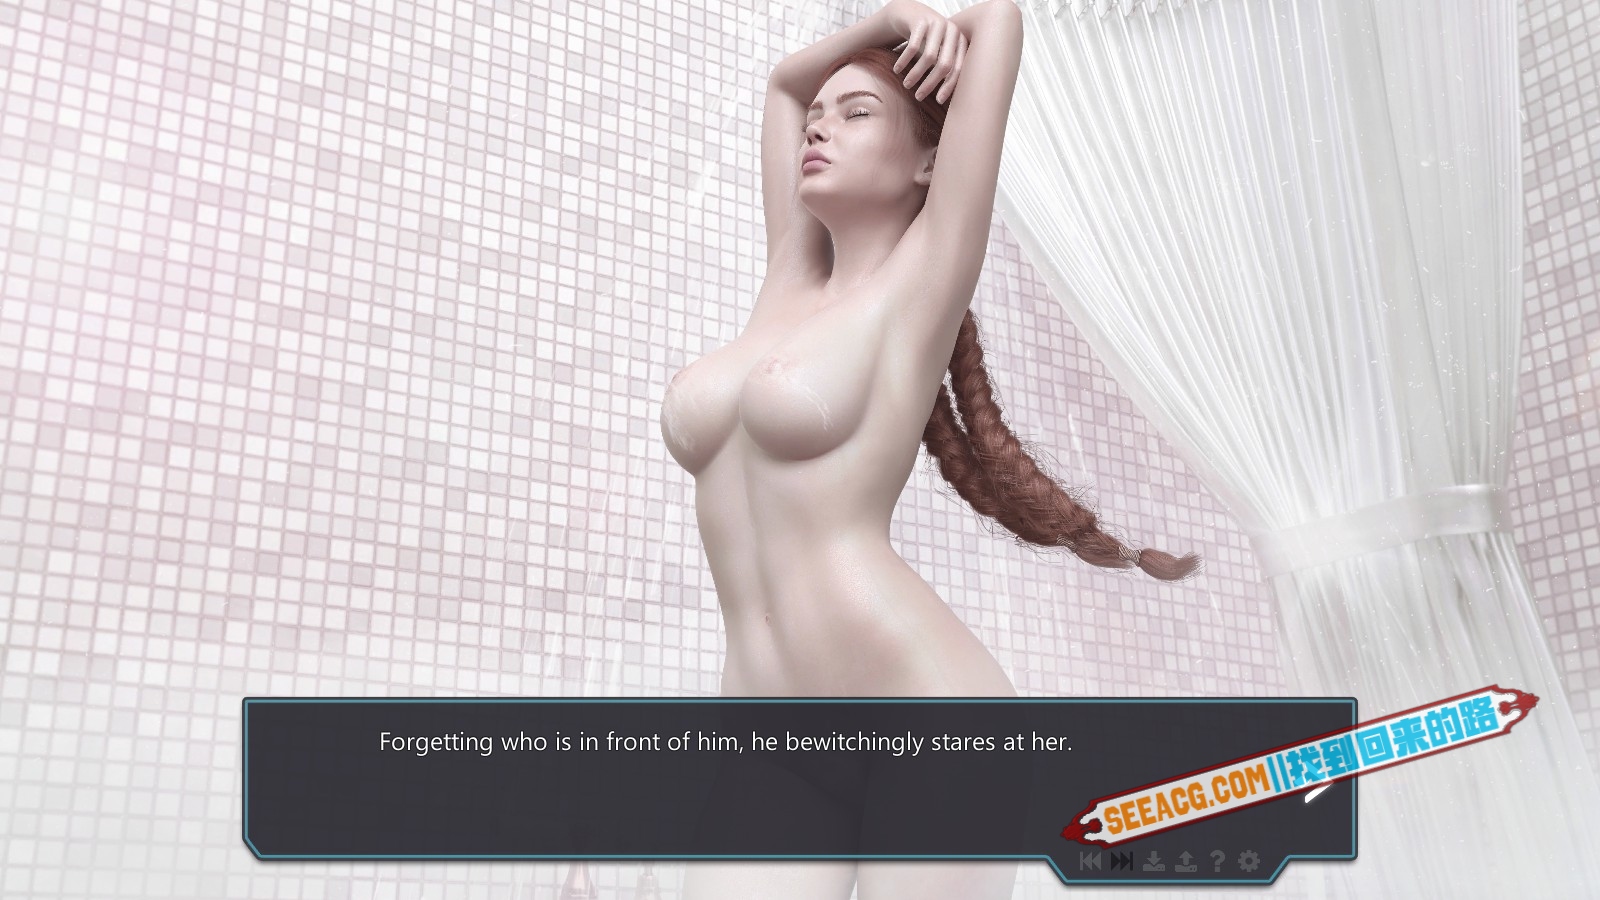 Forgetting who is in front of him, he bewitchingly stares at her.
SEEACG.COM||找到回来的路